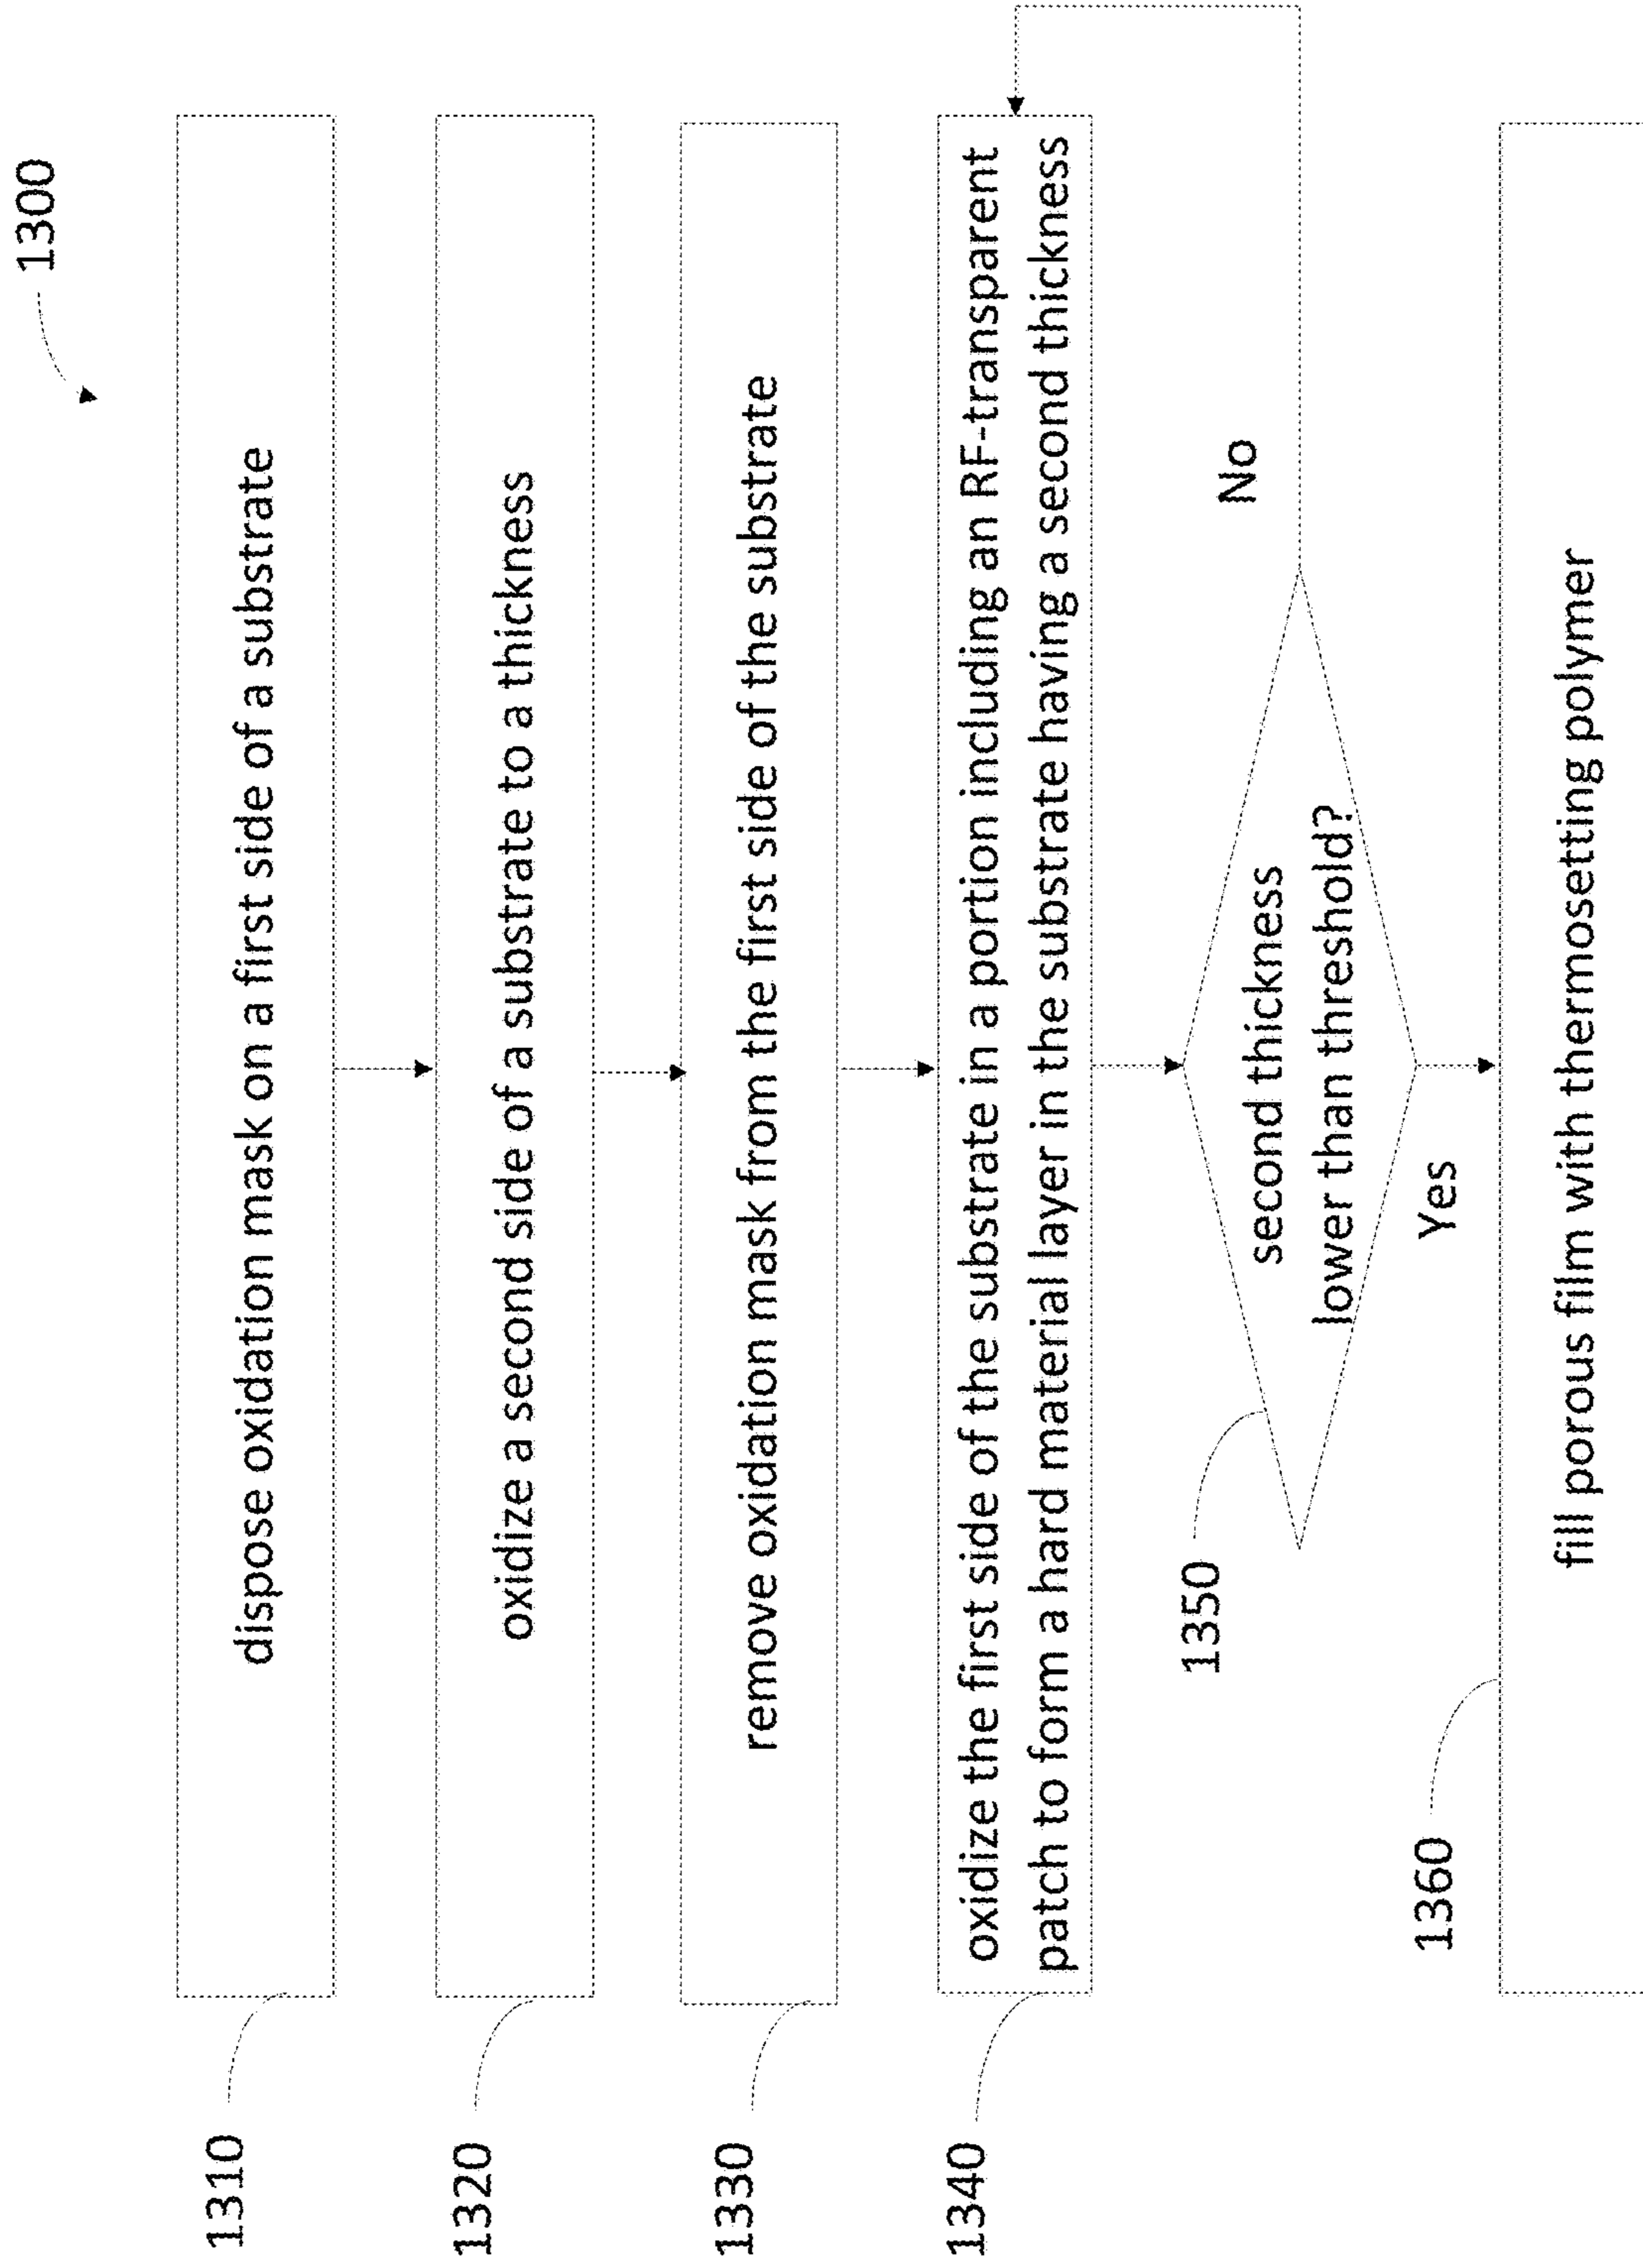 1300
1310
dispose oxidation mask on a first side of a substrate
1320
oxidize a second side of a substrate to a thickness
1330
remove oxidation mask from the first side of the substrate
1340
oxidize the first side of the substrate in a portion including an RF-transparent
patch to form a hard material layer in the substrate having a second thickness
1350
second thickness
lower than threshold?
No
Yes
1360
fill porous film with thermosetting polymer